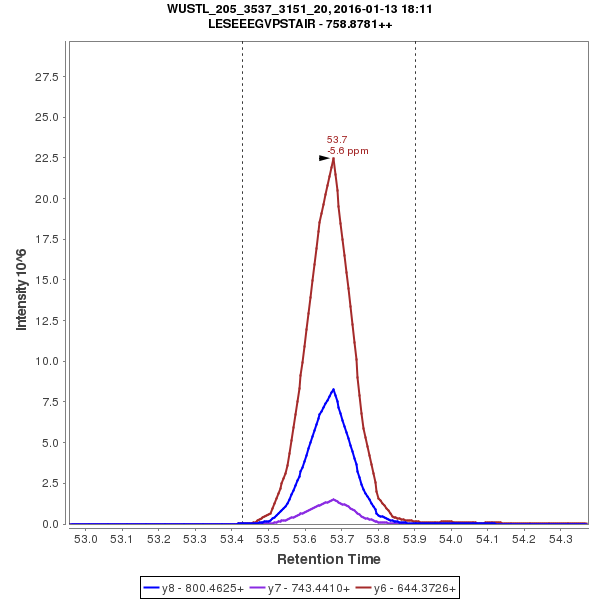 WUSTL_205_3537_3151_20, 2016-01-13 18:11
LESEEEGVPSTAIR - 758.8781++
53.7
-5.6 ppm
27.5
25.0
22.5
20.0
17.5
15.0
12.5
10.0
7.5
5.0
2.5
0.0
Intensity 10^6
53.0 53.1 53.2 53.3 53.4 53.5 53.6 53.7 53.8 53.9 54.0 54.1 54.2 54.3
Retention Time
y8 - 800.4625+ y7 - 743.4410+ y6 - 644.3726+